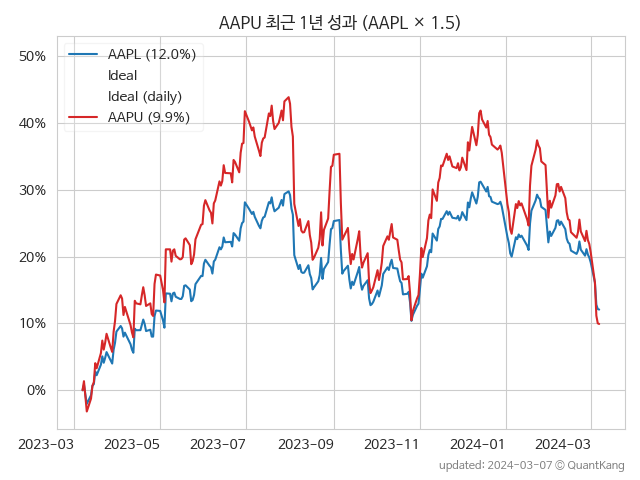 AAPU 최근 1년 성과 (AAPL × 1.5)
AAPL (12.0%)
Ideal
Ideal (daily)
AAPU (9.9%)
50%
40%
30%
20%
10%
0%
2023-03 2023-05 2023-07 2023-09 2023-11 2024-01 2024-03
updated: 2024-03-07 © QuantKang